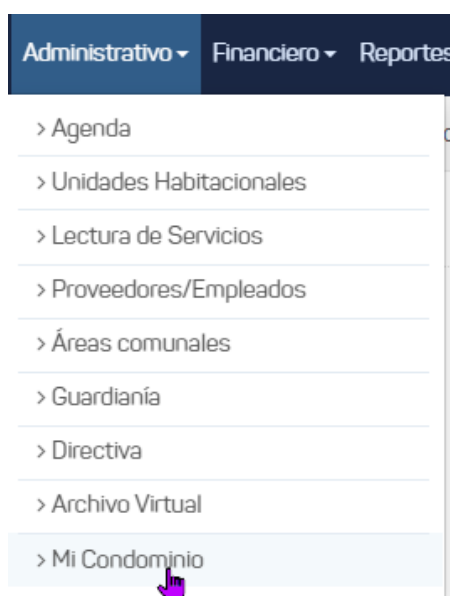 Administrativo Financiero Reportes
> Agenda
> Unidades Habitacionales
> Lectura de Servicios
> Proveedores/Empleados
> Áreas comunales
> Guardianía
> Directiva
> Archivo Virtual
> Mi Condominio